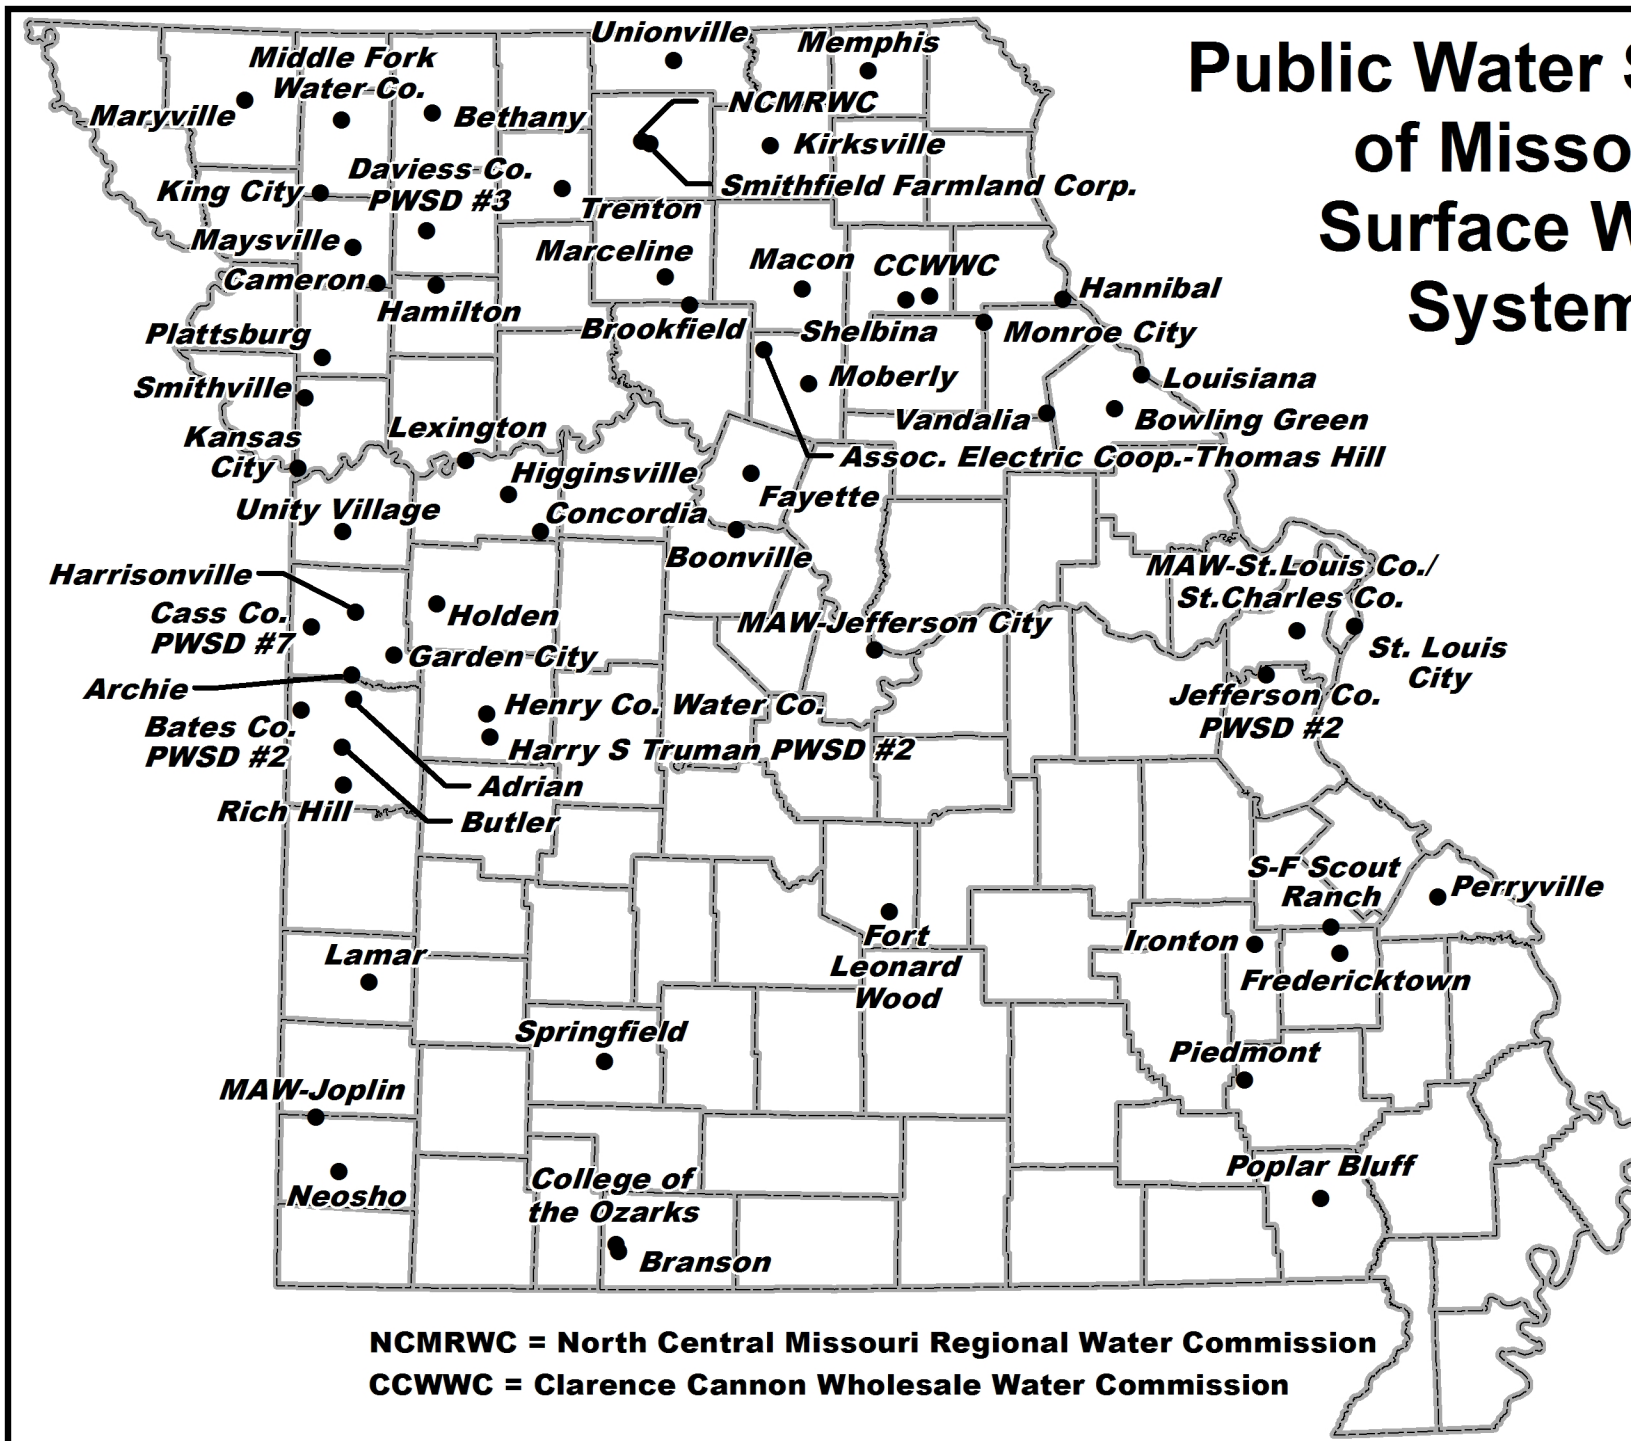 Public Water S
of Misso
Surface W
System
Unionville
Memphis
Middle Fork
Water Co.
Maryville
Bethany
NCMRWC
Kirksville
Daviess Co.
PWSD #3
King City
Smithfield Farmland Corp.
Trenton
Maysville
Marceline
Macon
CCWWC
Cameron
Hannibal
Hamilton
Brookfield
Shelbina
Monroe City
Plattsburg
Smithville
Moberly
Louisiana
Vandalia
Bowling Green
Kansas
City
Lexington
Assoc. Electric Coop.-Thomas Hill
Higginsville
Fayette
Unity Village
Concordia
Boonville
Harrisonville
MAW-St.Louis Co./
St.Charles Co.
Cass Co.
PWSD #7
Holden
MAW-Jefferson City
St. Louis
City
Garden City
Archie
Jefferson Co.
PWSD #2
Henry Co. Water Co.
Bates Co.
PWSD #2
Harry S Truman PWSD #2
Adrian
Rich Hill
Butler
S-F Scout
Ranch
Perryville
Fort
Leonard
Wood
Ironton
Lamar
Fredericktown
Springfield
Piedmont
MAW-Joplin
Poplar Bluff
Neosho
College of
the Ozarks
Branson
NCMRWC = North Central Missouri Regional Water Commission
CCWWC = Clarence Cannon Wholesale Water Commission